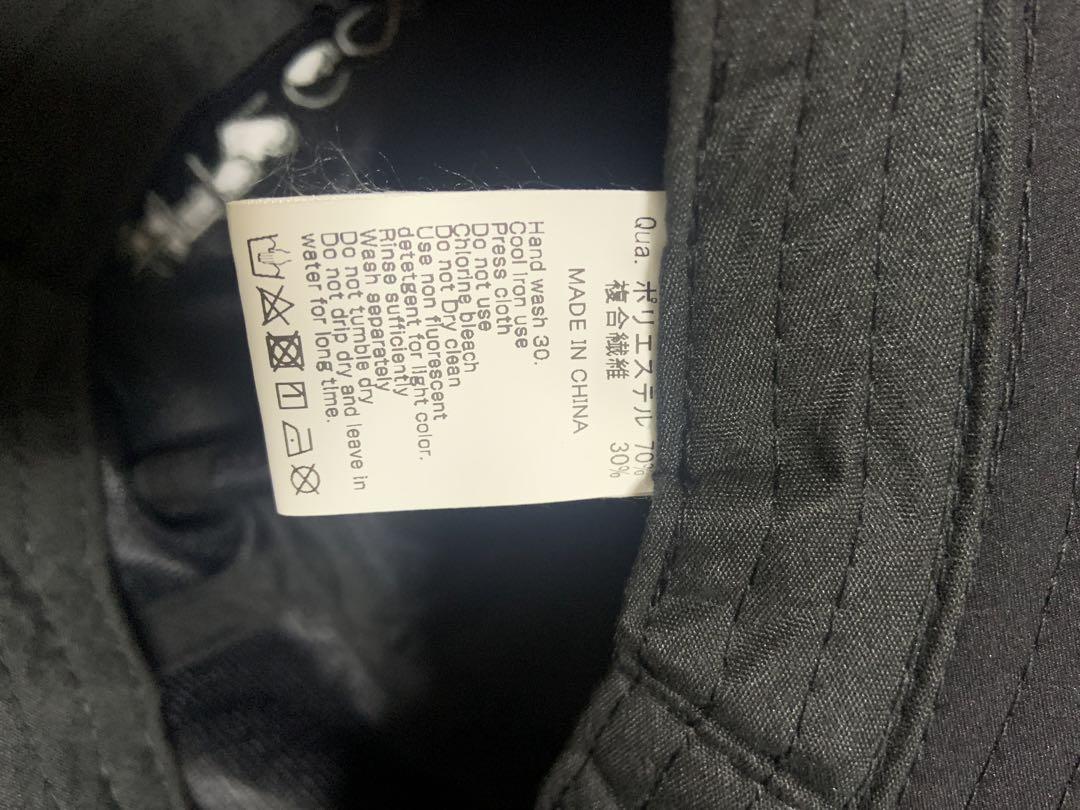 Qua. ポリエステル 70%
複合繊維 30%
MADE IN CHINA
Hand wash 30.
Cool Iron use
Press cloth
Do not use
Chlorine bleach
Do not Dry clean
Use non fluorescent
detetgent for light color.
Rinse sufficiently
Wash separately
Do not tumble dry
Do not drip dry and leave in
water for long time.